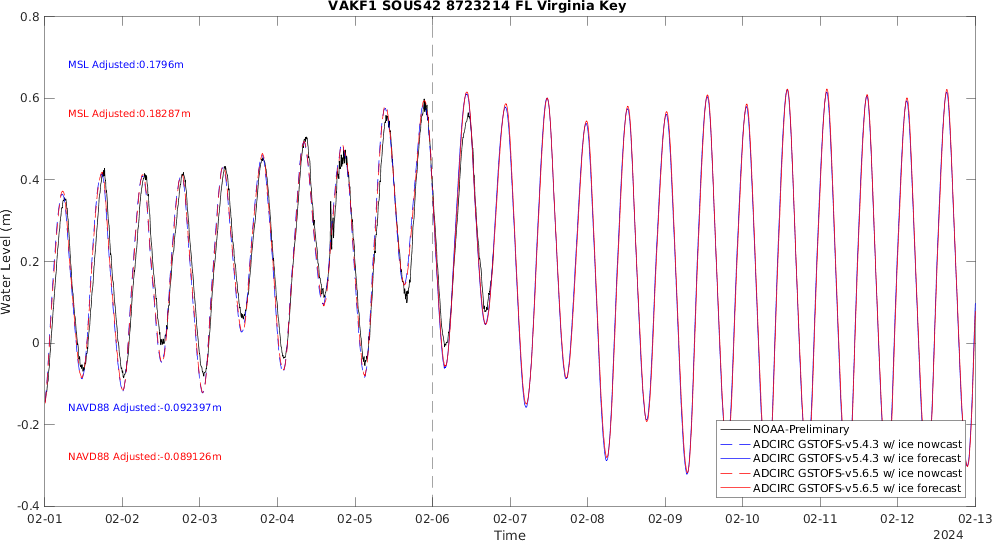 VAKF1 SOUS42 8723214 FL Virginia Key
0.8
0.6
0.4
0.2
0
-0.2
-0.4
Water Level (m)
MSL Adjusted:0.1796m
MSL Adjusted:0.18287m
NAVD88 Adjusted:-0.092397m
NAVD88 Adjusted:-0.089126m
NOAA-Preliminary
ADCIRC GSTOFS-v5.4.3 w/ ice nowcast
ADCIRC GSTOFS-v5.4.3 w/ ice forecast
ADCIRC GSTOFS-v5.6.5 w/ ice nowcast
ADCIRC GSTOFS-v5.6.5 w/ ice forecast
02-01 02-02 02-03 02-04 02-05 02-06 02-07 02-08 02-09 02-10 02-11 02-12 02-13
Time
2024